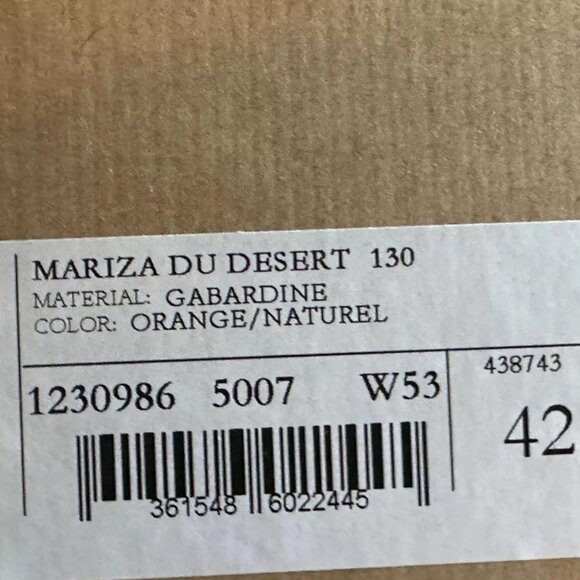 MARIZA DU DESERT 130
MATERIAL: GABARDINE
COLOR: ORANGE/NATUREL
1230986 5007 W53
438743
42
361548 6022445